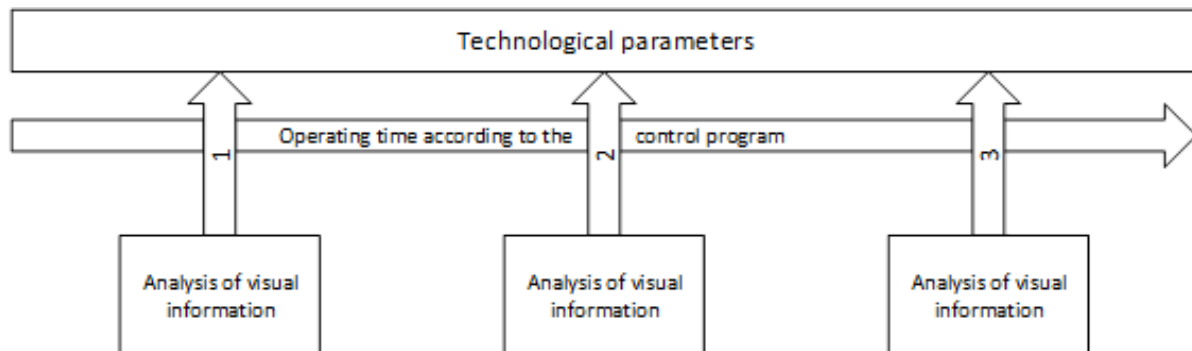 Technological parameters
Operating time according to the control program
1
2
3
Analysis of visual
information
Analysis of visual
information
Analysis of visual
information